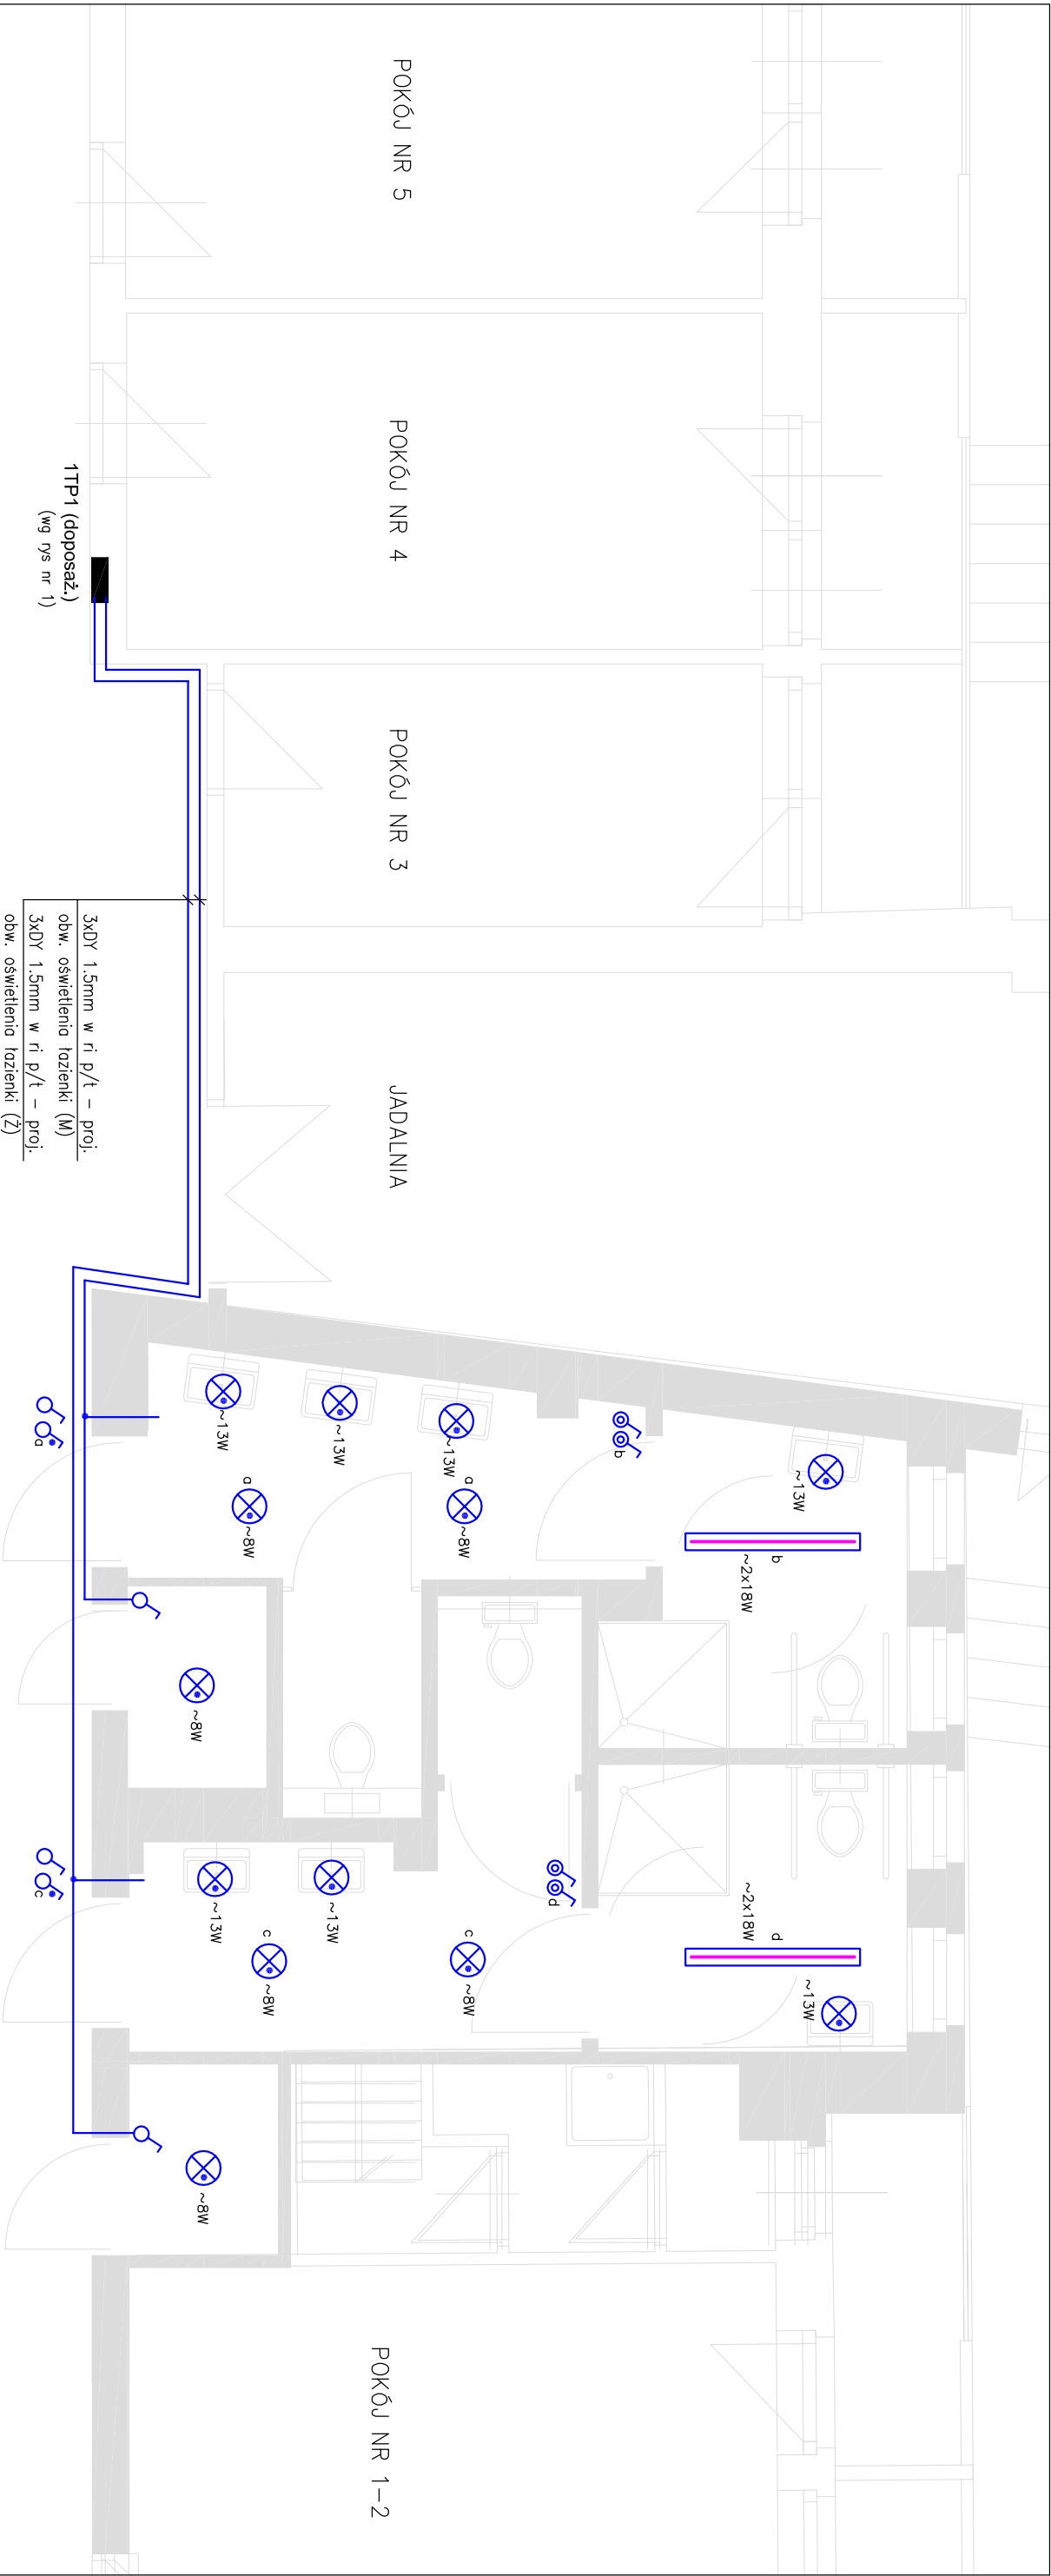 POKÓJ NR 5
POKÓJ NR 4
1TP1 (doposaż.)
(wg rys nr 1)
POKÓJ NR 3
3xDY 1.5mm w ri p/t – proj.
obw. oświetlenia łazienki (M)
3xDY 1.5mm w ri p/t – proj.
obw. oświetlenia łazienki (Ż)
JADALNIA
~13W
~13W
~13W
~13W
a
b
a
~8W
a
~8W
b
~2x18W
~8W
~13W
~13W
c
d
c
~8W
c
~8W
d
~2x18W
~13W
~8W
POKÓJ NR 1–2